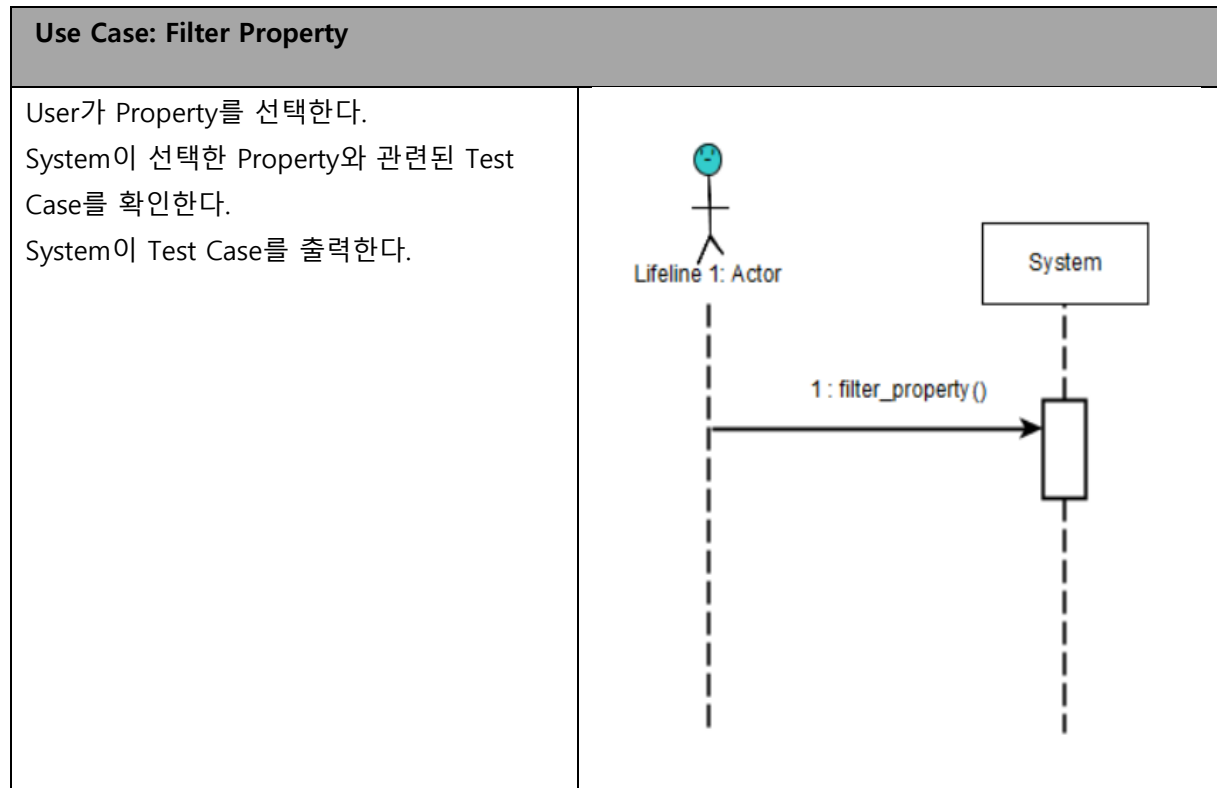 Use Case: Filter Property
User가 Property를 선택한다.
System이 선택한 Property와 관련된 Test
Case를 확인한다.
System이 Test Case를 출력한다.
Lifeline 1: Actor
System
1 : filter_property()